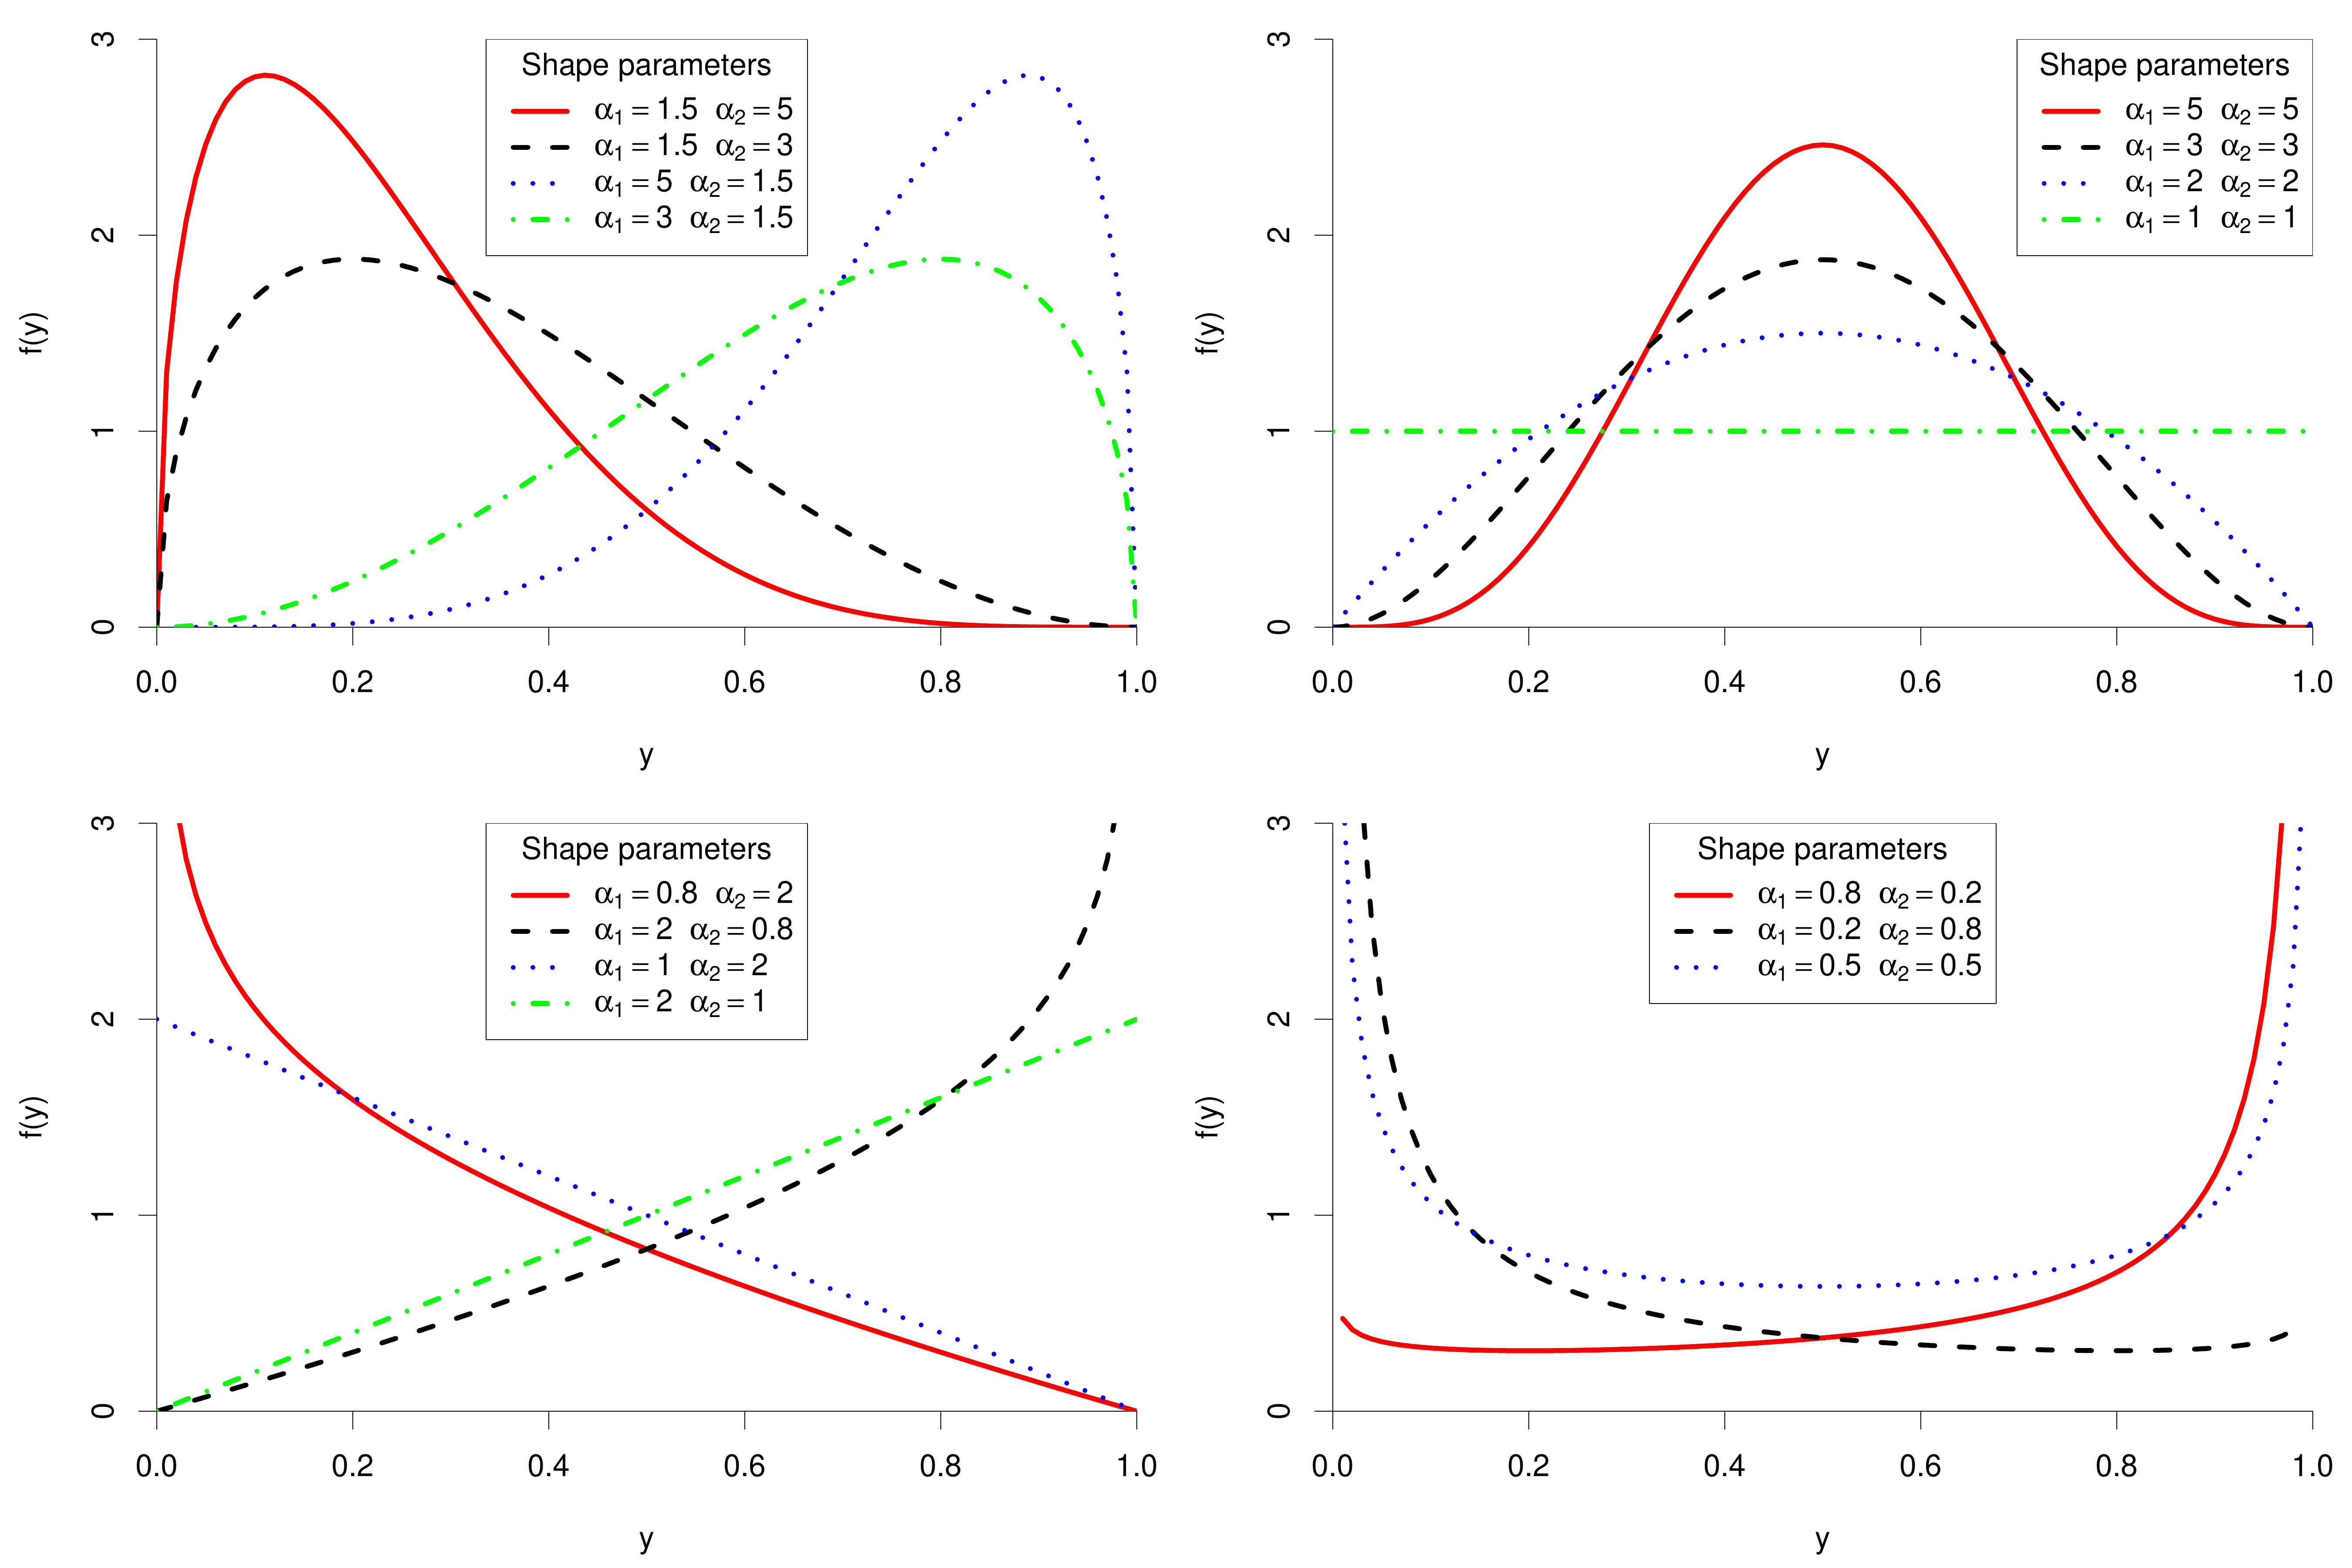 Shape parameters
α1 = 1.5 α2 = 5
α1 = 1.5 α2 = 3
α1 = 5 α2 = 1.5
α1 = 3 α2 = 1.5
f(y)
0 1 2 3
0.0 0.2 0.4 0.6 0.8 1.0
y
Shape parameters
α1 = 5 α2 = 5
α1 = 3 α2 = 3
α1 = 2 α2 = 2
α1 = 1 α2 = 1
f(y)
0 1 2 3
0.0 0.2 0.4 0.6 0.8 1.0
y
Shape parameters
α1 = 0.8 α2 = 2
α1 = 2 α2 = 0.8
α1 = 1 α2 = 2
α1 = 2 α2 = 1
f(y)
0 1 2 3
0.0 0.2 0.4 0.6 0.8 1.0
y
Shape parameters
α1 = 0.8 α2 = 0.2
α1 = 0.2 α2 = 0.8
α1 = 0.5 α2 = 0.5
f(y)
0 1 2 3
0.0 0.2 0.4 0.6 0.8 1.0
y